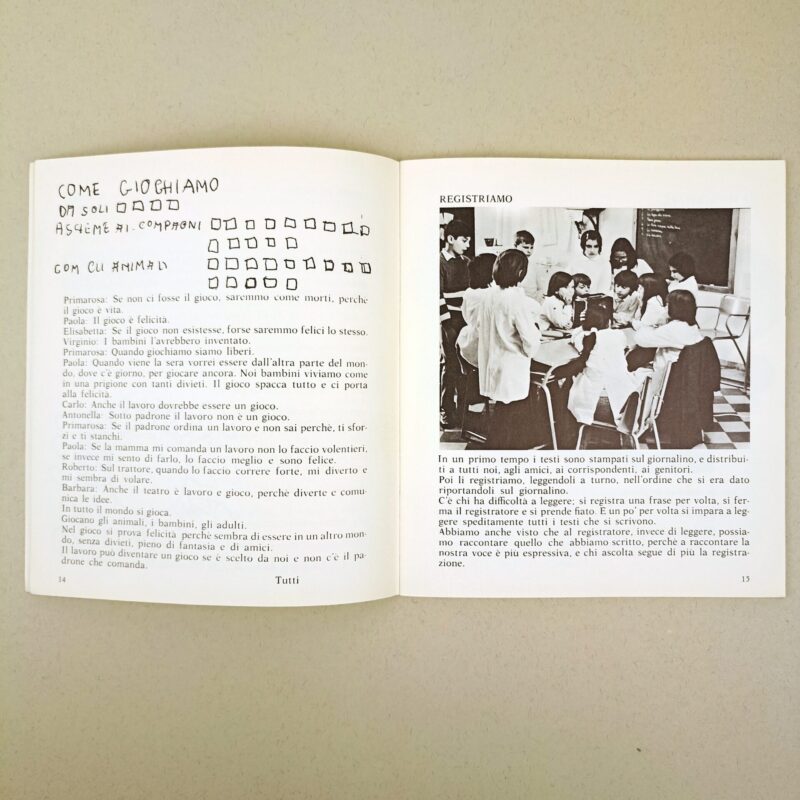 COME GIOCHIAMO
DA SOLI
ASSIEME AI COMPAGNI
COM GLI ANIMALI
Primarosa: Se non ci fosse il gioco, saremmo come morti, perchè
il gioco è vita.
Paola: Il gioco è felicità.
Elisabetta: Se il gioco non esistesse, forse saremmo felici lo stesso.
Virginio: I bambini l'avrebbero inventato.
Primarosa: Quando giochiamo siamo liberi.
Paola: Quando viene la sera vorrei essere dall'altra parte del mon-
do, dove c'è giorno, per giocare ancora. Noi bambini viviamo come
in una prigione con tanti divieti. Il gioco spacca tutto e ci porta
alla felicità.
Carlo: Anche il lavoro dovrebbe essere un gioco.
Antonella: Sotto padrone il lavoro non è un gioco.
Primarosa: Se il padrone ordina un lavoro e non sai perchè, ti sfor-
zi e ti stanchi.
Paola: Se la mamma mi comanda un lavoro non lo faccio volentieri,
se invece mi sento di farlo, lo faccio meglio e sono felice.
Roberto: Sul trattore, quando lo faccio correre forte, mi diverto e
mi sembra di volare.
Barbara: Anche il teatro è lavoro e gioco, perchè diverte e comu-
nica le idee.
In tutto il mondo si gioca.
Giocano gli animali, i bambini, gli adulti.
Nel gioco si prova felicità perchè sembra di essere in un altro mon-
do, senza divieti, pieno di fantasia e di amici.
Il lavoro può diventare un gioco se è scelto da noi e non c'è il pa-
drone che comanda.
14
Tutti
REGISTRIAMO
In un primo tempo i testi sono stampati sul giornalino, e distribui-
ti a tutti noi, agli amici, ai corrispondenti, ai genitori.
Poi li registriamo, leggendoli a turno, nell'ordine che si era dato
riportandoli sul giornalino.
C'è chi ha difficoltà a leggere; si registra una frase per volta, si fer-
ma il registratore e si prende fiato. E un po' per volta si impara a leg-
gere speditamente tutti i testi che si scrivono.
Abbiamo anche visto che al registratore, invece di leggere, possia-
mo raccontare quello che abbiamo scritto, perchè a raccontare la
nostra voce è più espressiva, e chi ascolta segue di più la registra-
zione.
15